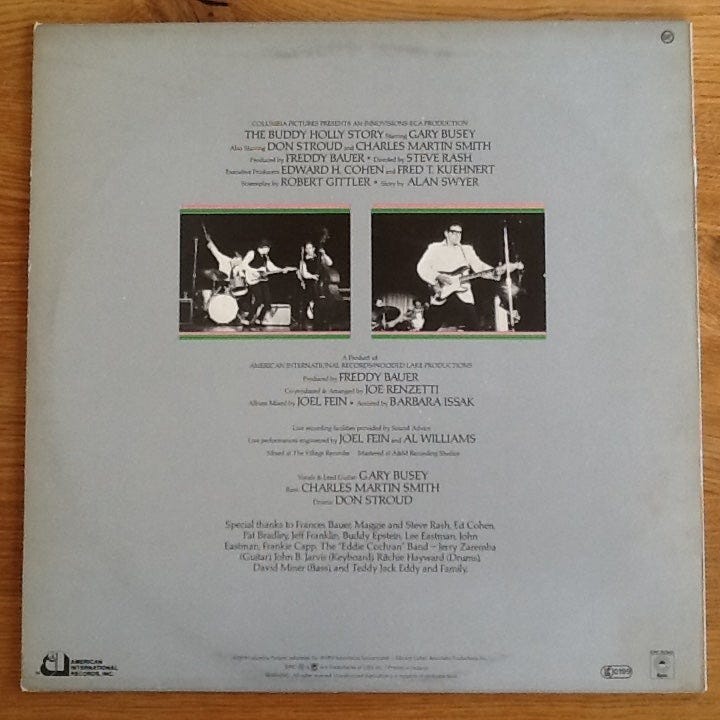 COLUMBIA PICTURES PRESENTS AN INNOVISIONS-ECA PRODUCTION
THE BUDDY HOLLY STORY Starring GARY BUSEY
Also Starring DON STROUD and CHARLES MARTIN SMITH
Produced by FREDDY BAUER • Directed by STEVE RASH
Executive Producers EDWARD H. COHEN and FRED T. KUEHNERT
Screenplay by ROBERT GITTLER • Story by ALAN SWYER
A Product of
AMERICAN INTERNATIONAL RECORDS/NOODED LAKE PRODUCTIONS
Produced by FREDDY BAUER
Co-produced & Arranged by JOE RENZETTI
Album Mixed by JOEL FEIN • Assisted by BARBARA ISSAK
Live recording facilities provided by Sound Advice
Live performances engineered by JOEL FEIN and AL WILLIAMS
Mixed at The Village Recorder Mastered at A&M Recording Studios
Vocals & Lead Guitar: GARY BUSEY
Bass: CHARLES MARTIN SMITH
Drums: DON STROUD
Special thanks to Frances Bauer, Maggie and Steve Rash, Ed Cohen,
Pat Bradley, Jeff Franklin, Buddy Epstein, Lee Eastman, John
Eastman, Frankie Capp, The "Eddie Cochran" Band — Jerry Zaremba
(Guitar) John B. Jarvis (Keyboard) Ritchie Hayward (Drums),
David Miner (Bass), and Teddy Jack Eddy and Family.
AMERICAN
INTERNATIONAL
RECORDS, INC.
0199
Epic